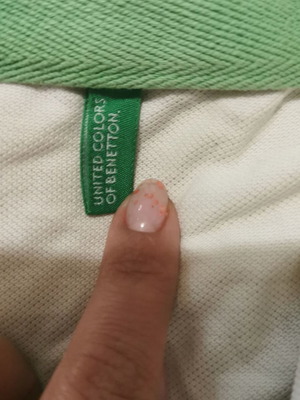 UNITED COLORS
OF BENETTON.